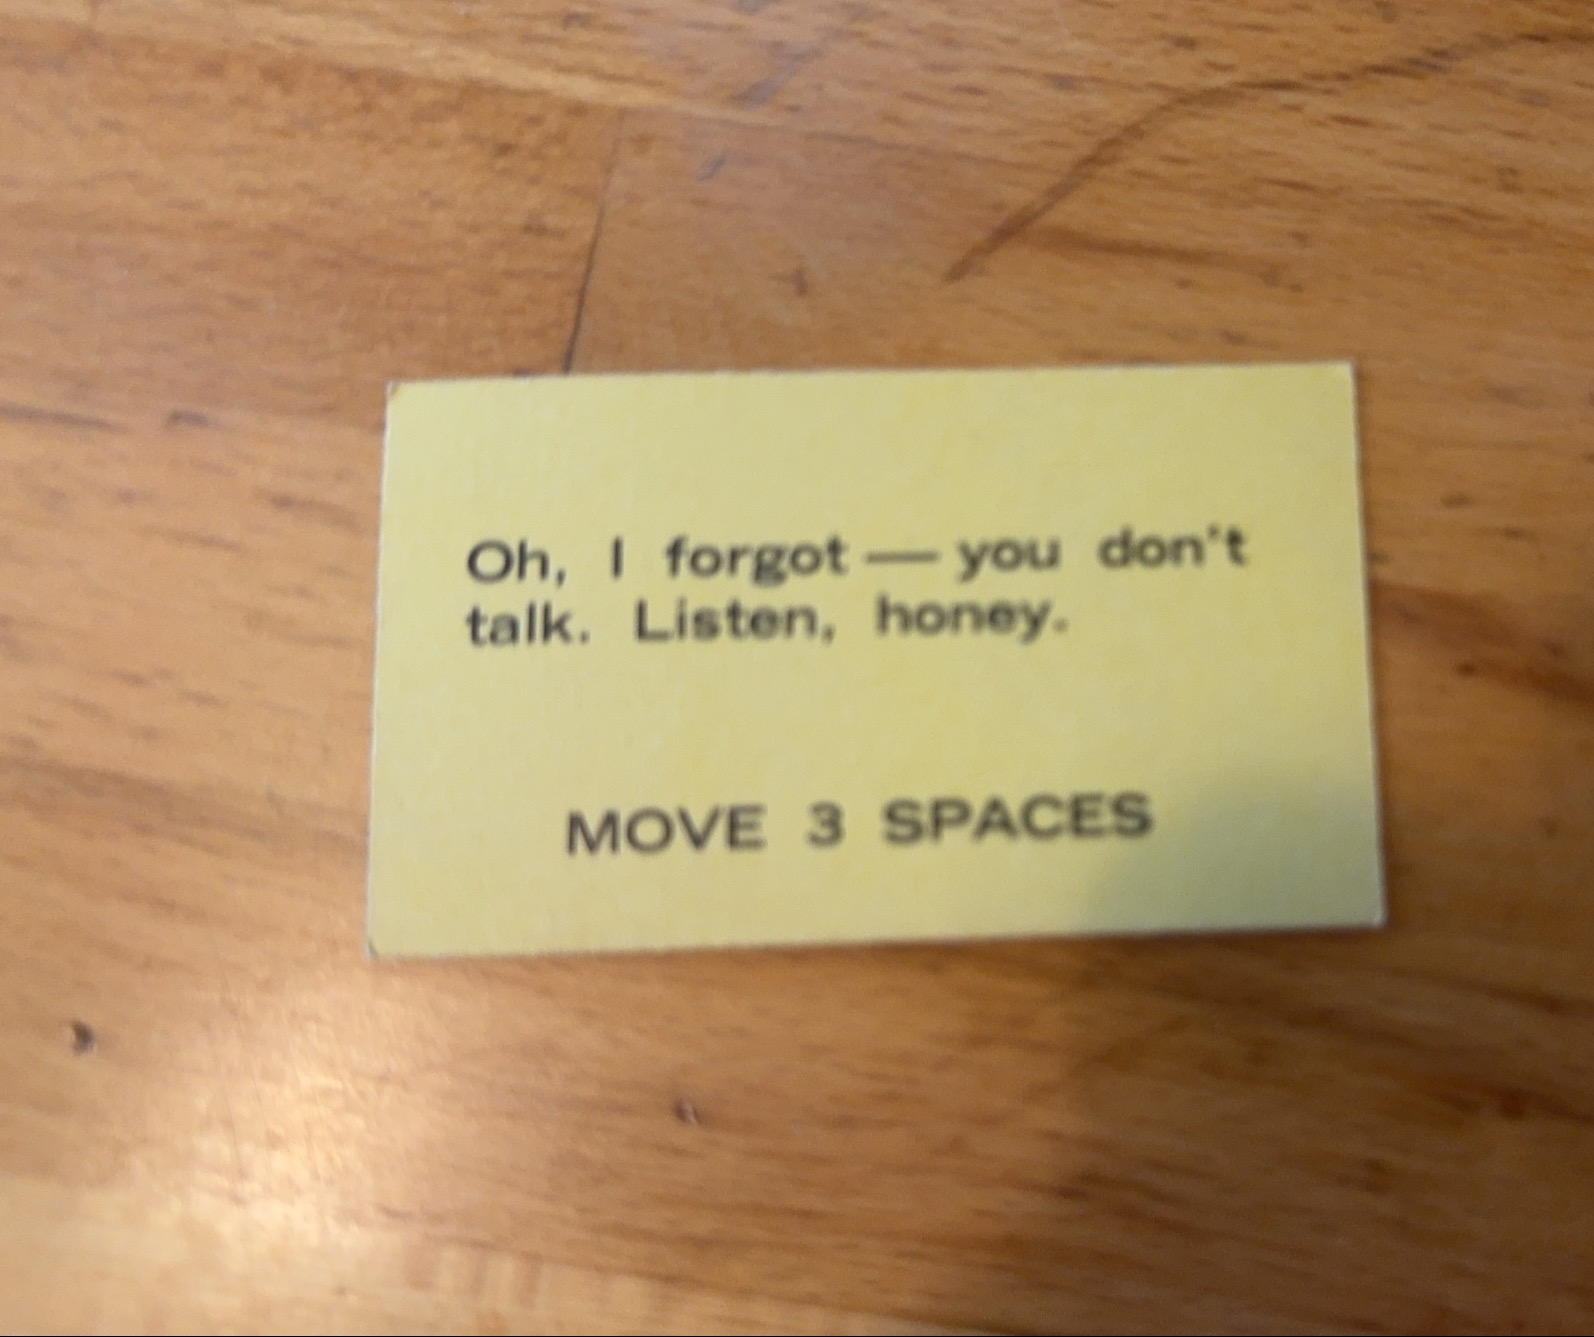 Oh, I forgot — you don't
talk. Listen, honey.
MOVE 3 SPACES